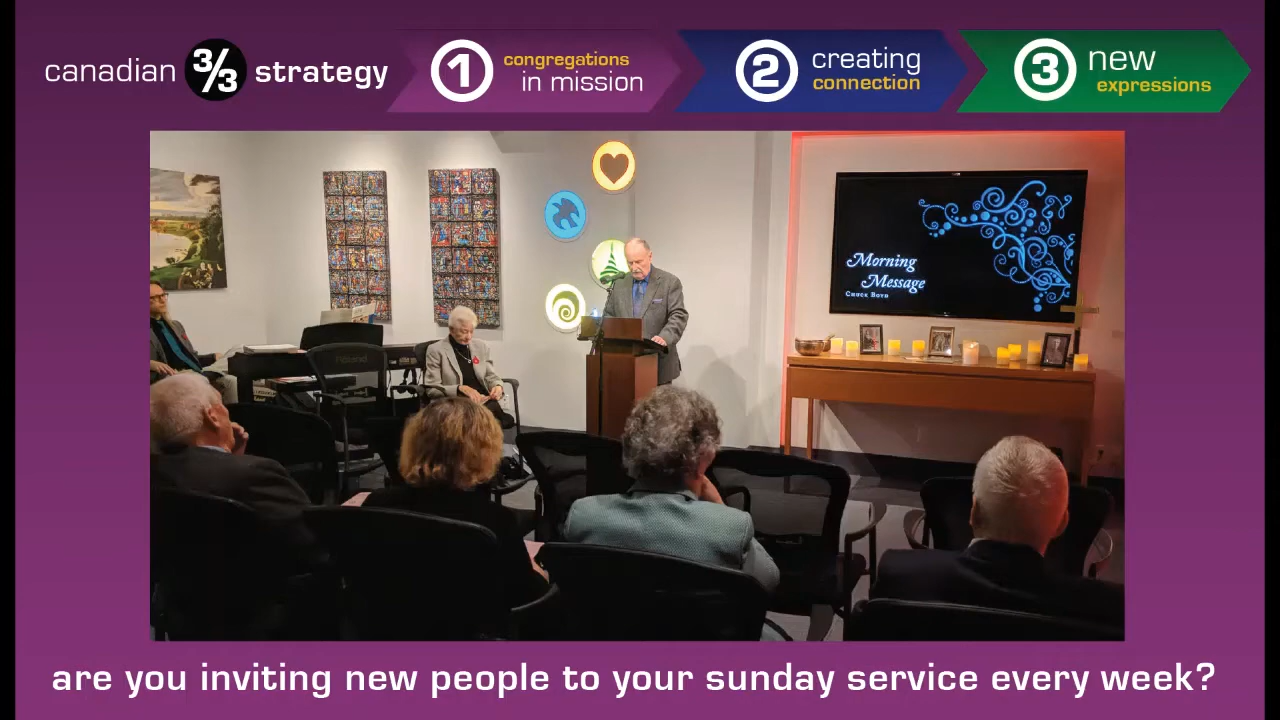 canadian 3/3 strategy
1 congregations
in mission
2 creating
connection
3 new
expressions
Morning
Message
Chuck Boyd
Roland
are you inviting new people to your sunday service every week?